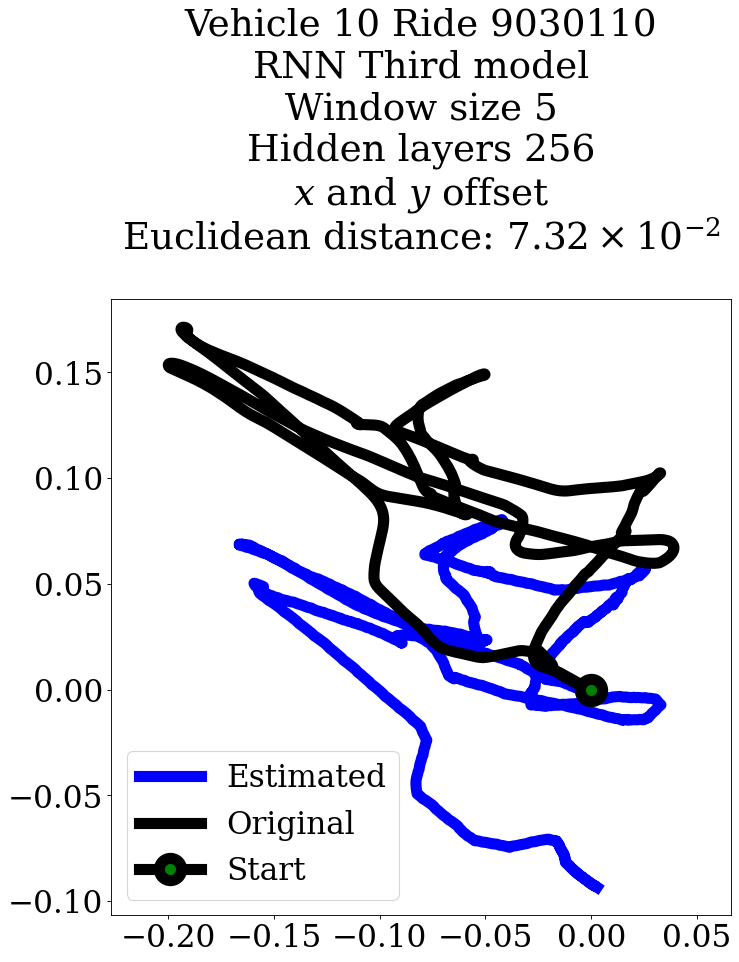 Vehicle 10 Ride 9030110
RNN Third model
Window size 5
Hidden layers 256
x and y offset
Euclidean distance: 7.32 × 10⁻²
0.15
0.10
0.05
0.00
−0.05
−0.10
Estimated
Original
Start
−0.20 −0.15 −0.10 −0.05 0.00 0.05